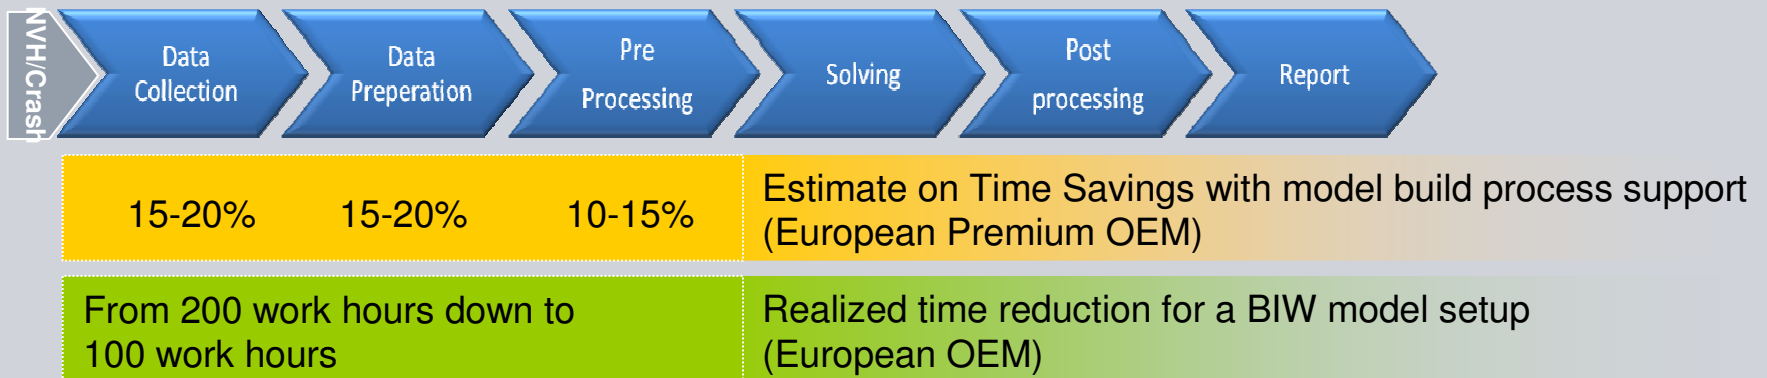 NVH/Crash
Data
Collection
Data
Preperation
Pre
Processing
Solving
Post
processing
Report
15-20%
15-20%
10-15%
Estimate on Time Savings with model build process support
(European Premium OEM)
From 200 work hours down to
100 work hours
Realized time reduction for a BIW model setup
(European OEM)